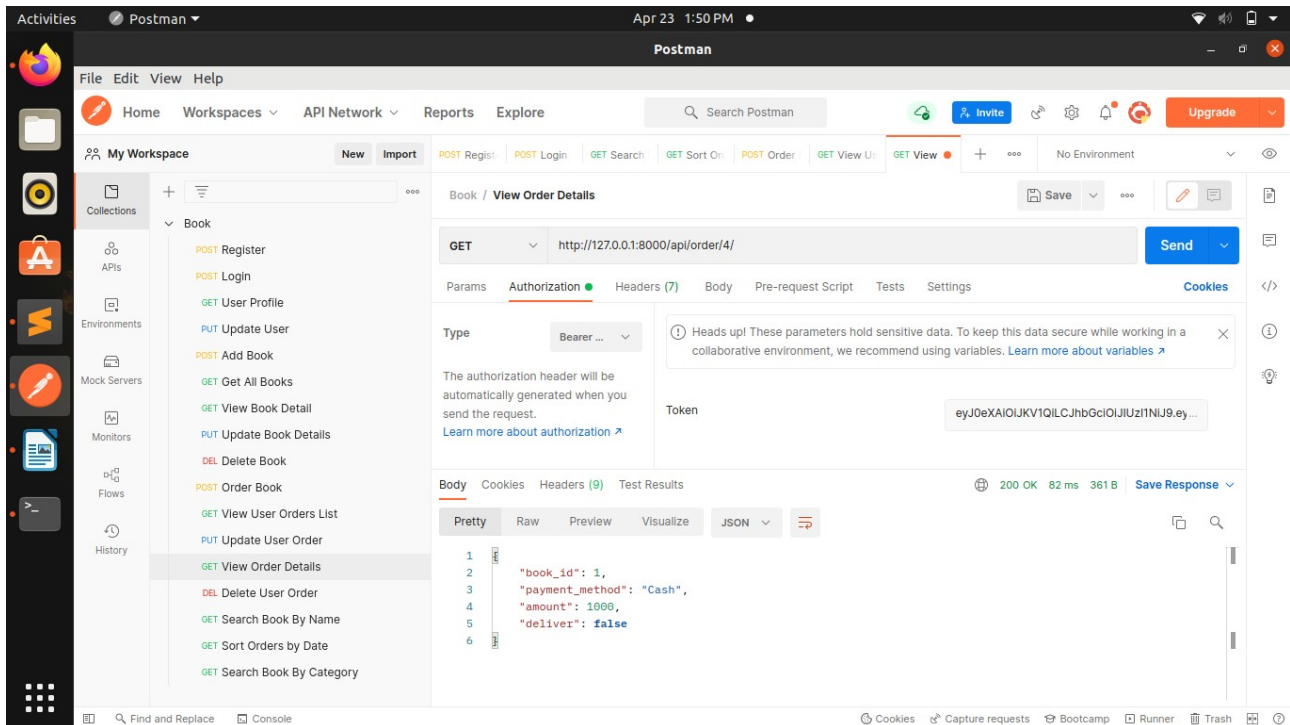 Activities Postman Apr 23 1:50 PM
Postman
File Edit View Help
Home Workspaces API Network Reports Explore Search Postman Invite Upgrade
My Workspace New Import
POST Regist POST Login GET Search GET Sort Or POST Order GET View Us GET View No Environment
Collections
APIs
Environments
Mock Servers
Monitors
Flows
History
Book
POST Register
POST Login
GET User Profile
PUT Update User
POST Add Book
GET Get All Books
GET View Book Detail
PUT Update Book Details
DEL Delete Book
POST Order Book
GET View User Orders List
PUT Update User Order
GET View Order Details
DEL Delete User Order
GET Search Book By Name
GET Sort Orders by Date
GET Search Book By Category
Book / View Order Details Save
GET http://127.0.0.1:8000/api/order/4/ Send
Params Authorization Headers (7) Body Pre-request Script Tests Settings Cookies
Type Bearer ...
The authorization header will be
automatically generated when you
send the request.
Learn more about authorization ↗
Heads up! These parameters hold sensitive data. To keep this data secure while working in a
collaborative environment, we recommend using variables. Learn more about variables ↗
Token eyJ0eXAiOiJKV1QiLCJhbGciOiJIUzI1NiJ9.ey...
Body Cookies Headers (9) Test Results 200 OK 82 ms 361 B Save Response
Pretty Raw Preview Visualize JSON
1 {
2 "book_id": 1,
3 "payment_method": "Cash",
4 "amount": 1000,
5 "deliver": false
6 }
Find and Replace Console Cookies Capture requests Bootcamp Runner Trash